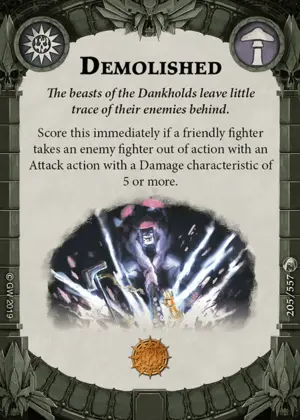 DEMOLISHED
The beasts of the Dankholds leave little
trace of their enemies behind.
Score this immediately if a friendly fighter
takes an enemy fighter out of action with an
Attack action with a Damage characteristic of
5 or more.
© GW 2019
205/557